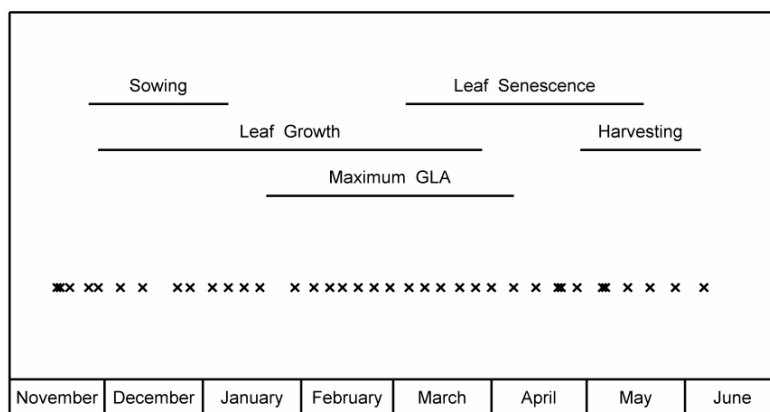 Sowing
Leaf Senescence
Leaf Growth
Harvesting
Maximum GLA
November December January February March April May June